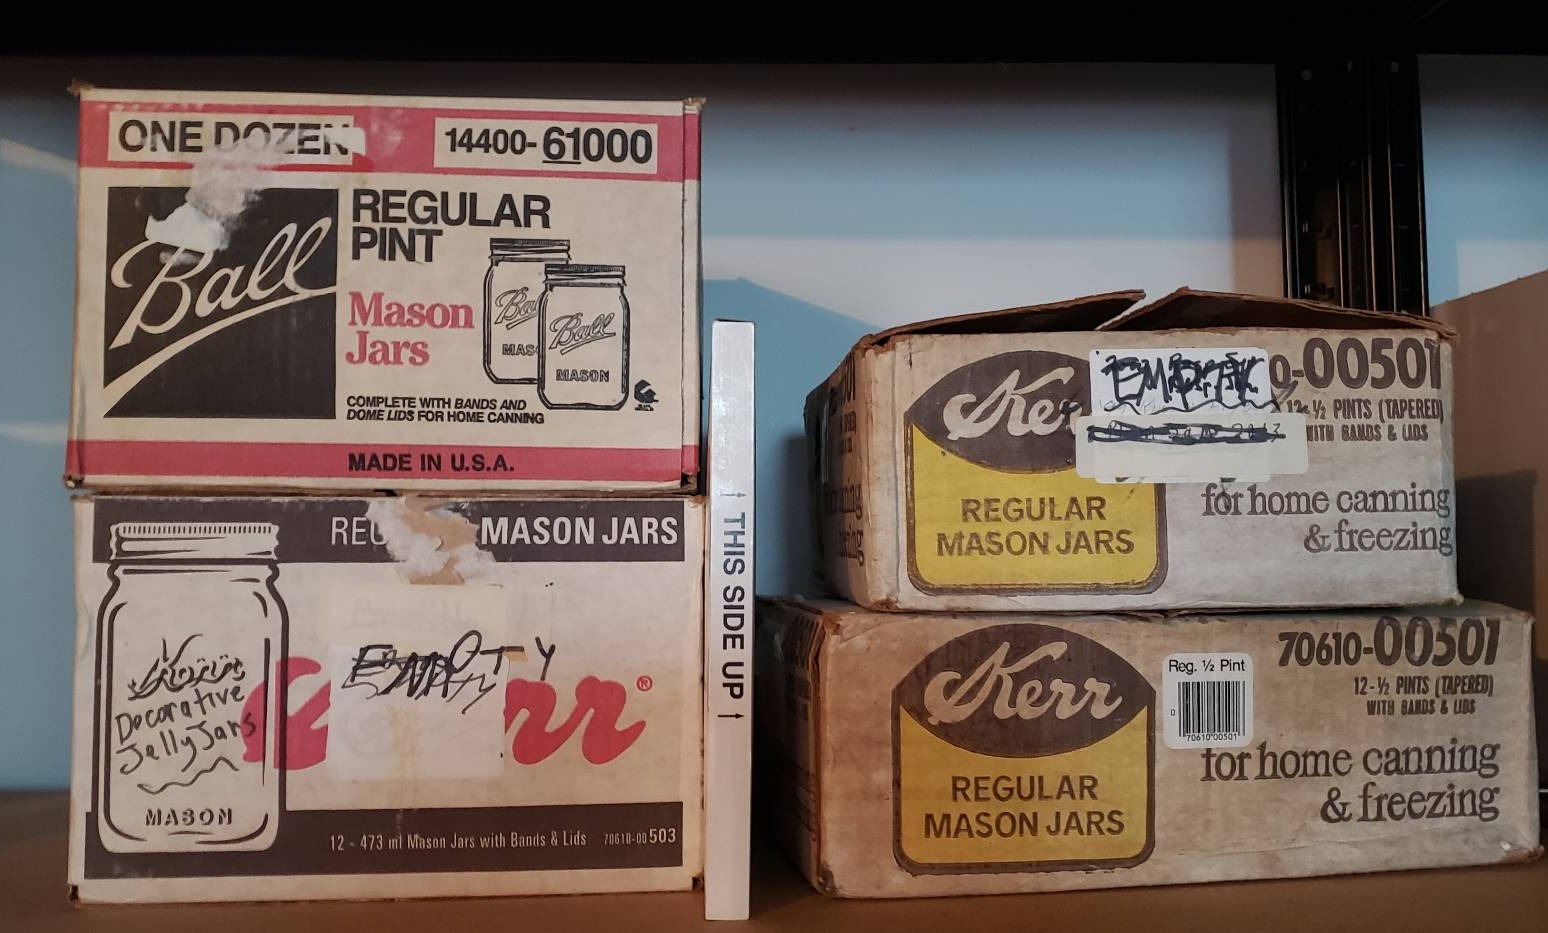 ONE DOZEN
14400-61000
Ball
REGULAR
PINT
Mason
Jars
Ball
MASON
COMPLETE WITH BANDS AND
DOME LIDS FOR HOME CANNING
MADE IN U.S.A.
MASON JARS
EMPTY
Decorative
Jelly Jars
MASON
®
12 - 473 ml Mason Jars with Bands & Lids 70610-00503
↑ THIS SIDE UP ↑
-00501
12-½ PINTS (TAPERED)
WITH BANDS & LIDS
REGULAR
MASON JARS
for home canning
& freezing
Kerr
REGULAR
MASON JARS
Reg. ½ Pint
0 70610 00501
70610-00501
12-½ PINTS (TAPERED)
WITH BANDS & LIDS
for home canning
& freezing